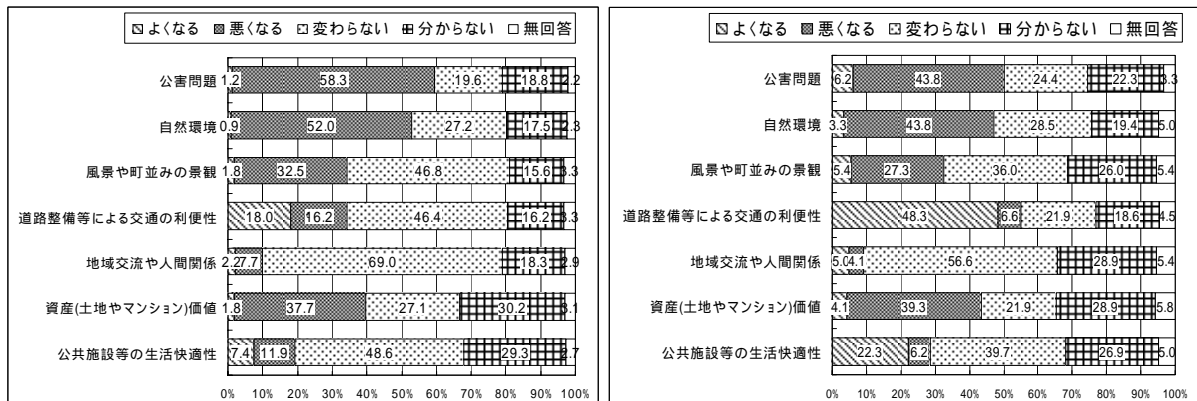 よくなる 悪くなる 変わらない 分からない 無回答
公害問題 1.2 58.3 19.6 18.8 2.2
自然環境 0.9 52.0 27.2 17.5 2.3
風景や町並みの景観 1.8 32.5 46.8 15.6 3.3
道路整備等による交通の利便性 18.0 16.2 46.4 16.2 3.3
地域交流や人間関係 2.2 7.7 69.0 18.3 2.9
資産(土地やマンション)価値 1.8 37.7 27.1 30.2 3.1
公共施設等の生活快適性 7.4 11.9 48.6 29.3 2.7
0% 10% 20% 30% 40% 50% 60% 70% 80% 90% 100%
よくなる 悪くなる 変わらない 分からない 無回答
公害問題 6.2 43.8 24.4 22.3 3.3
自然環境 3.3 43.8 28.5 19.4 5.0
風景や町並みの景観 5.4 27.3 36.0 26.0 5.4
道路整備等による交通の利便性 48.3 6.6 21.9 18.6 4.5
地域交流や人間関係 5.0 4.1 56.6 28.9 5.4
資産(土地やマンション)価値 4.1 39.3 21.9 28.9 5.8
公共施設等の生活快適性 22.3 6.2 39.7 26.9 5.0
0% 10% 20% 30% 40% 50% 60% 70% 80% 90% 100%